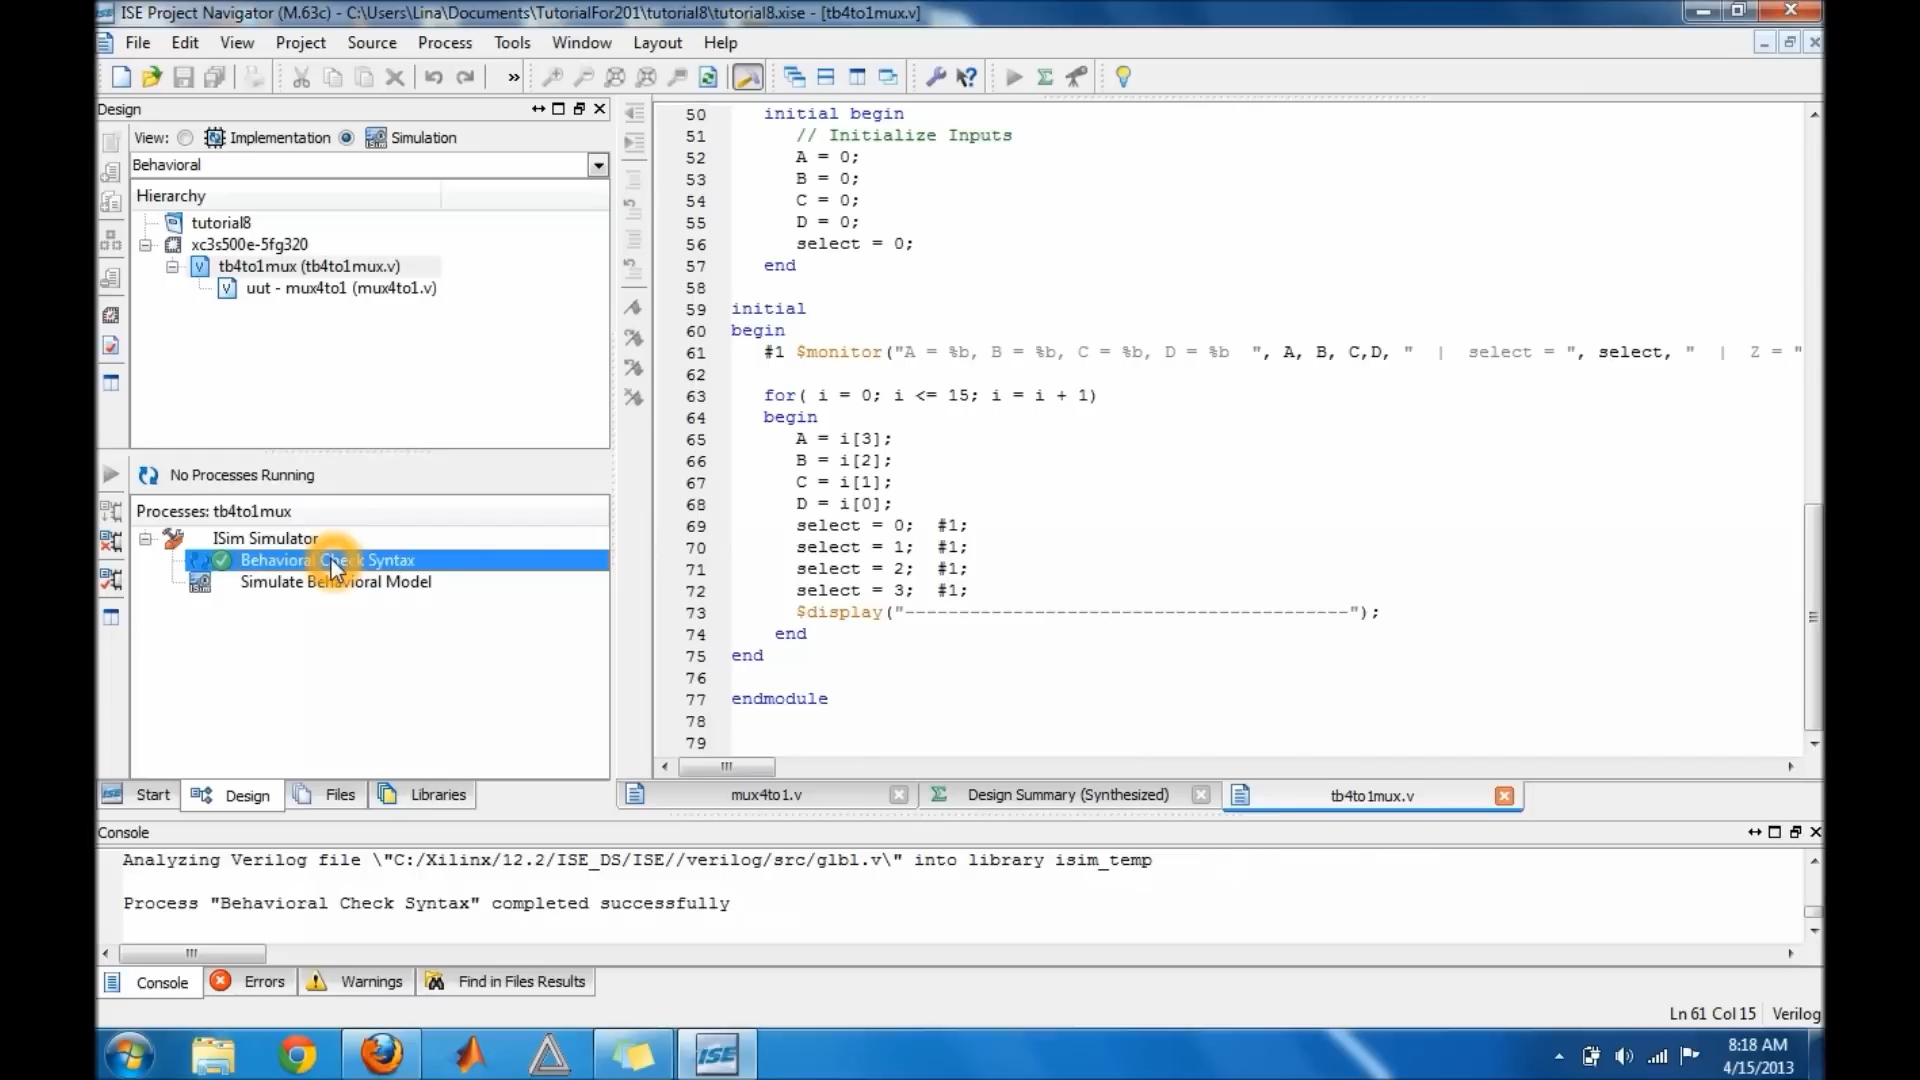 ISE Project Navigator (M.63c) - C:\Users\Lina\Documents\TutorialFor201\tutorial8\tutorial8.xise - [tb4to1mux.v]
File Edit View Project Source Process Tools Window Layout Help
Design
View: Implementation Simulation
Behavioral
Hierarchy
tutorial8
xc3s500e-5fg320
tb4to1mux (tb4to1mux.v)
uut - mux4to1 (mux4to1.v)
No Processes Running
Processes: tb4to1mux
ISim Simulator
Behavioral Check Syntax
Simulate Behavioral Model
Start Design Files Libraries
50 initial begin
51 // Initialize Inputs
52 A = 0;
53 B = 0;
54 C = 0;
55 D = 0;
56 select = 0;
57 end
58
59 initial
60 begin
61 #1 $monitor("A = %b, B = %b, C = %b, D = %b  ", A, B, C,D, " |  select = ", select, " |  Z = "
62
63 for( i = 0; i <= 15; i = i + 1)
64 begin
65 A = i[3];
66 B = i[2];
67 C = i[1];
68 D = i[0];
69 select = 0;  #1;
70 select = 1;  #1;
71 select = 2;  #1;
72 select = 3;  #1;
73 $display("-----------------------------------------");
74 end
75 end
76
77 endmodule
78
79
mux4to1.v Design Summary (Synthesized) tb4to1mux.v
Console
Analyzing Verilog file \"C:/Xilinx/12.2/ISE_DS/ISE//verilog/src/glbl.v\" into library isim_temp
Process "Behavioral Check Syntax" completed successfully
Console Errors Warnings Find in Files Results
Ln 61 Col 15 Verilog
ISE
8:18 AM
4/15/2013